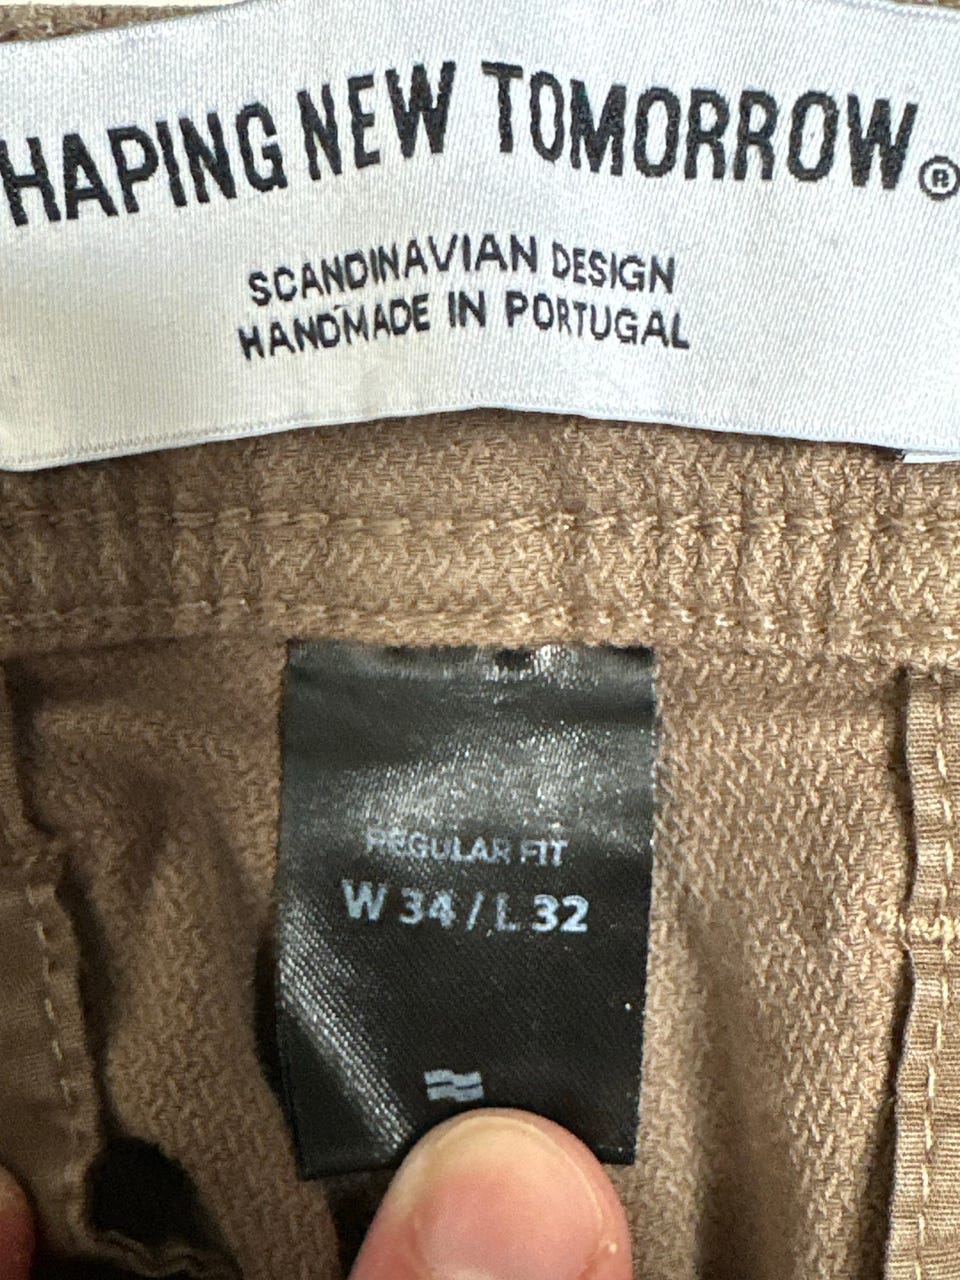 HAPING NEW TOMORROW®
SCANDINAVIAN DESIGN
HANDMADE IN PORTUGAL
REGULAR FIT
W 34 / L 32